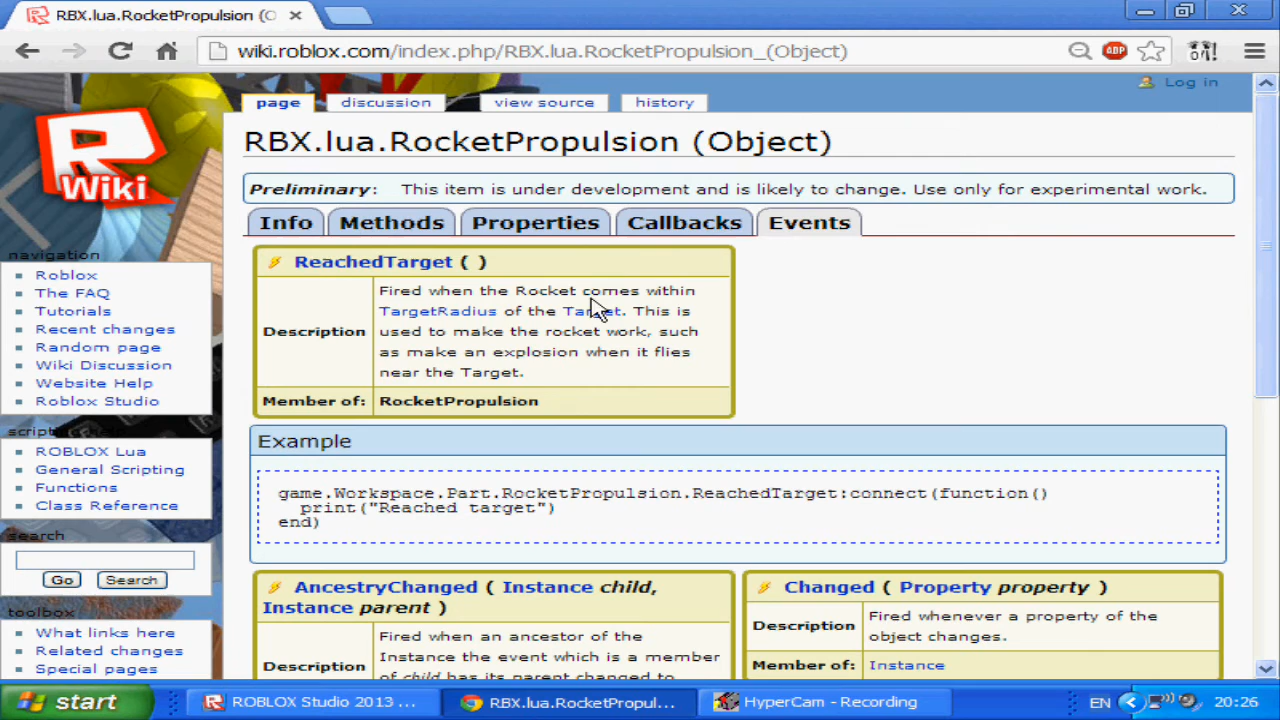 RBX.lua.RocketPropulsion (O
wiki.roblox.com/index.php/RBX.lua.RocketPropulsion_(Object)
ABP
Log in
page
discussion
view source
history
R
Wiki
RBX.lua.RocketPropulsion (Object)
Preliminary: This item is under development and is likely to change. Use only for experimental work.
Info
Methods
Properties
Callbacks
Events
navigation
Roblox
The FAQ
Tutorials
Recent changes
Random page
Wiki Discussion
Website Help
Roblox Studio
ROBLOX Lua
General Scripting
Functions
Class Reference
search
Go
Search
toolbox
What links here
Related changes
Special pages
ReachedTarget ( )
Description
Fired when the Rocket comes within
TargetRadius of the Target. This is
used to make the rocket work, such
as make an explosion when it flies
near the Target.
Member of: RocketPropulsion
Example
game.Workspace.Part.RocketPropulsion.ReachedTarget:connect(function()
print("Reached target")
end)
AncestryChanged ( Instance child,
Instance parent )
Description
Fired when an ancestor of the
Instance the event which is a member
of child has its parent changed to
Changed ( Property property )
Description
Fired whenever a property of the
object changes.
Member of: Instance
start
ROBLOX Studio 2013 ...
RBX.lua.RocketPropul...
HyperCam - Recording
EN
20:26